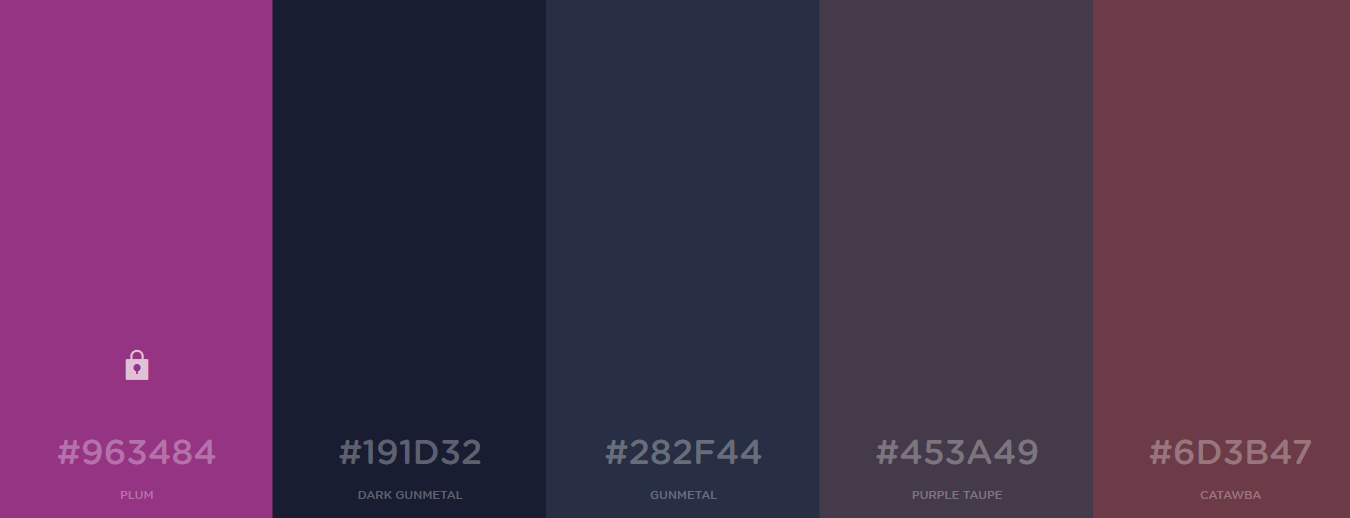 #963484
PLUM
#191D32
DARK GUNMETAL
#282F44
GUNMETAL
#453A49
PURPLE TAUPE
#6D3B47
CATAWBA